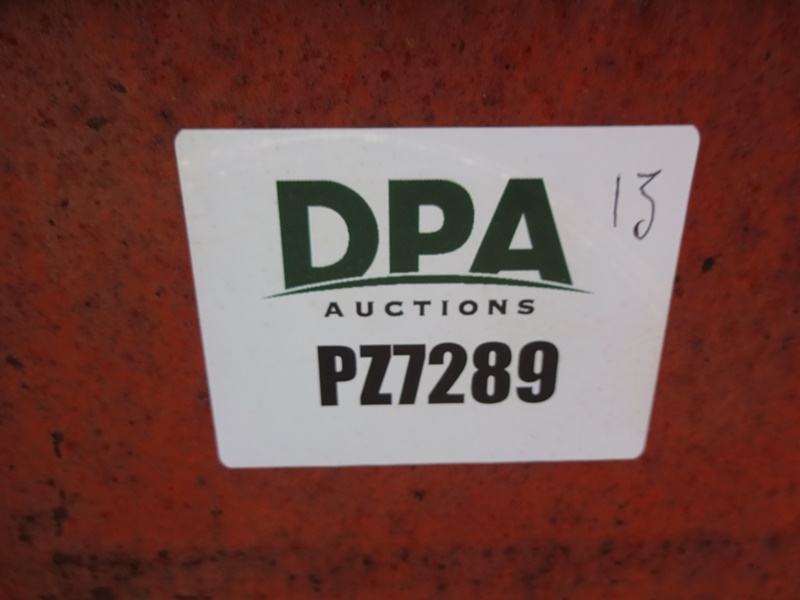 DPA
13
AUCTIONS
PZ7289